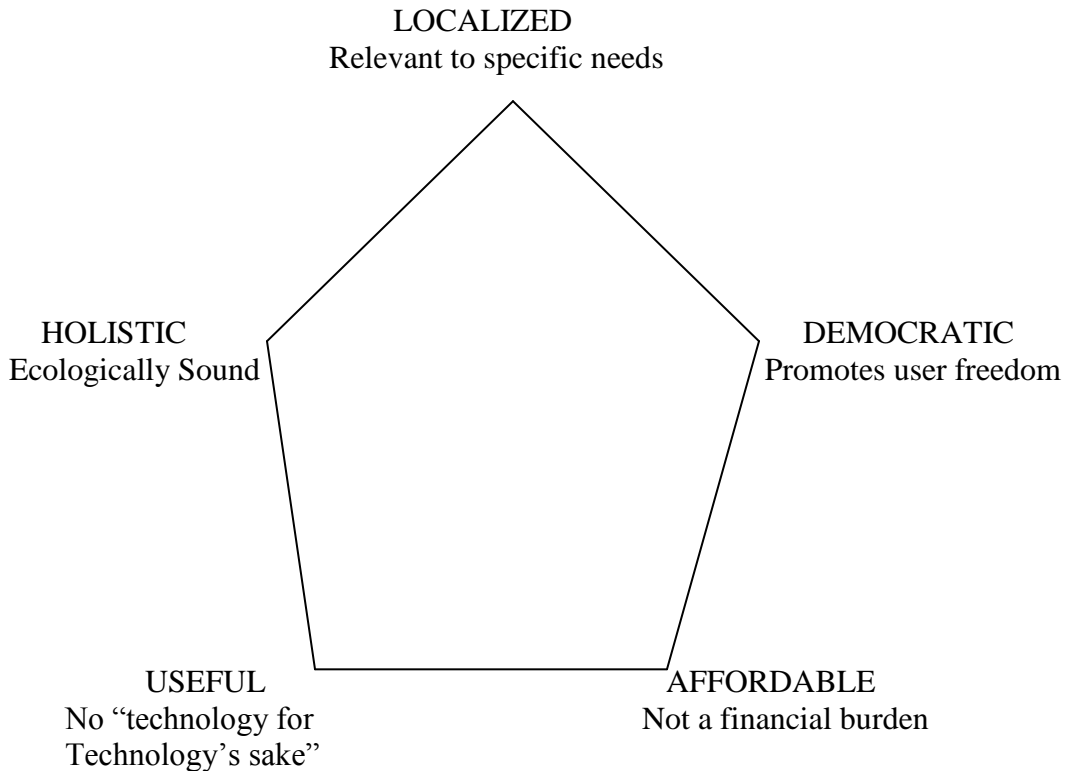 LOCALIZED
Relevant to specific needs
HOLISTIC
Ecologically Sound
DEMOCRATIC
Promotes user freedom
USEFUL
No “technology for
Technology’s sake”
AFFORDABLE
Not a financial burden